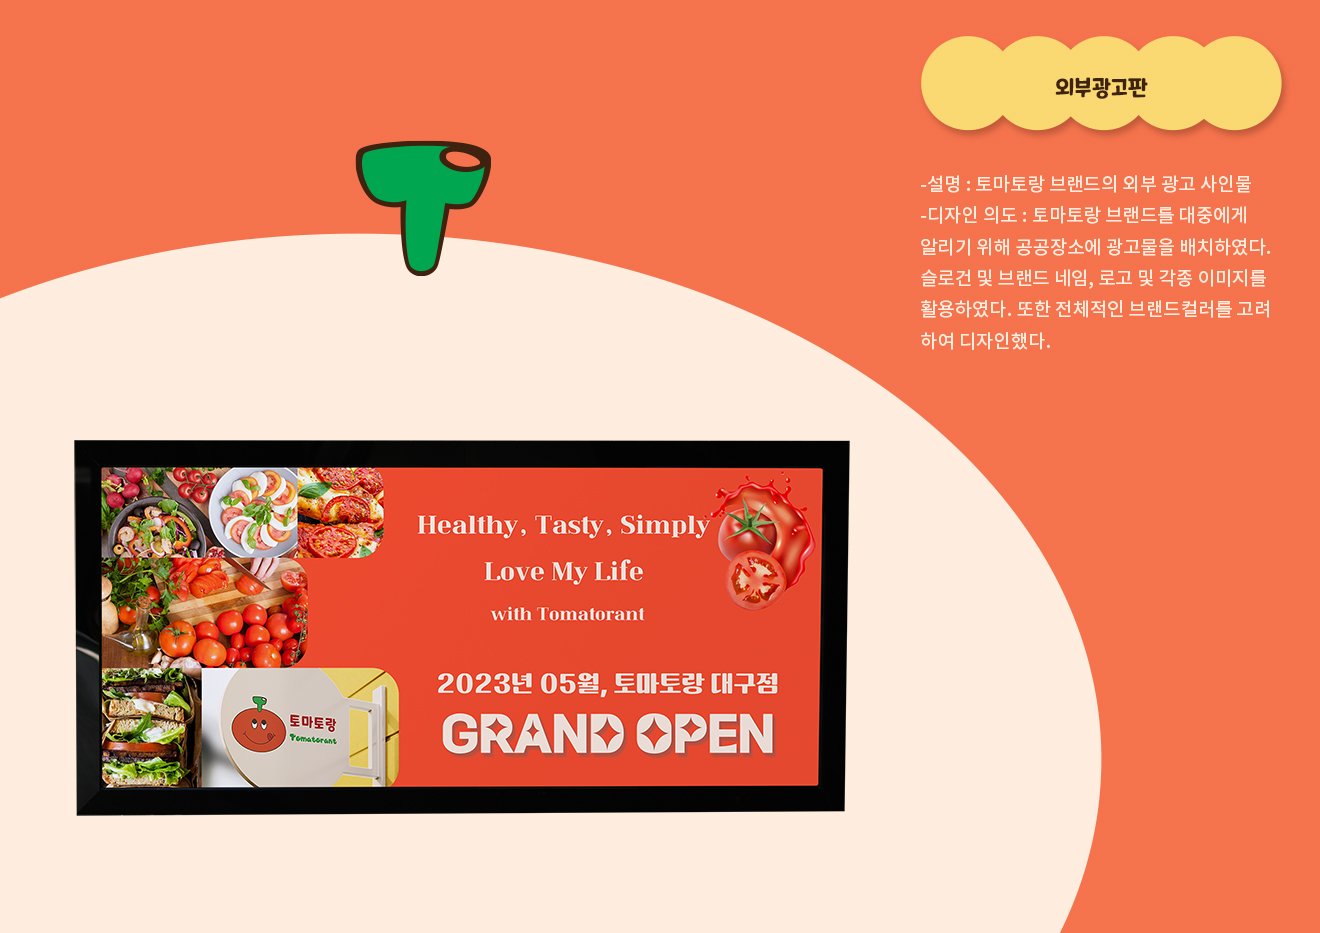 외부광고판
-설명 : 토마토랑 브랜드의 외부 광고 사인물
-디자인 의도 : 토마토랑 브랜드를 대중에게
알리기 위해 공공장소에 광고물을 배치하였다.
슬로건 및 브랜드 네임, 로고 및 각종 이미지를
활용하였다. 또한 전체적인 브랜드컬러를 고려
하여 디자인했다.
Healthy, Tasty, Simply
Love My Life
with Tomatorant
2023년 05월, 토마토랑 대구점
GRAND OPEN
토마토랑
Tomatorant